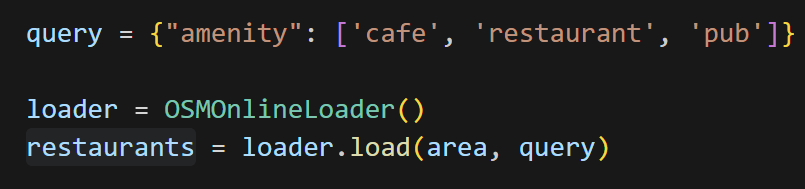 query = {"amenity": ['cafe', 'restaurant', 'pub']}
loader = OSMOnlineLoader()
restaurants = loader.load(area, query)